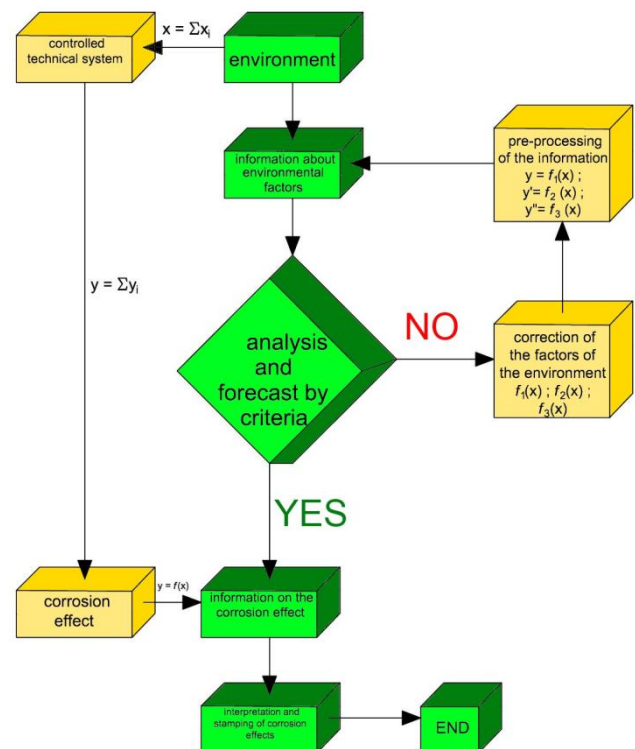 controlled
technical system
x = Σxᵢ
environment
information about
environmental
factors
pre-processing
of the information
y = f₁(x) ;
y'= f₂ (x) ;
y"= f₃ (x)
y = Σyᵢ
analysis
and
forecast by
criteria
NO
correction of
the factors of
the environment
f₁(x) ; f₂(x) ;
f₃(x)
YES
corrosion
effect
y = f(x)
information on the
corrosion effect
interpretation and
stamping of corrosion
effects
END